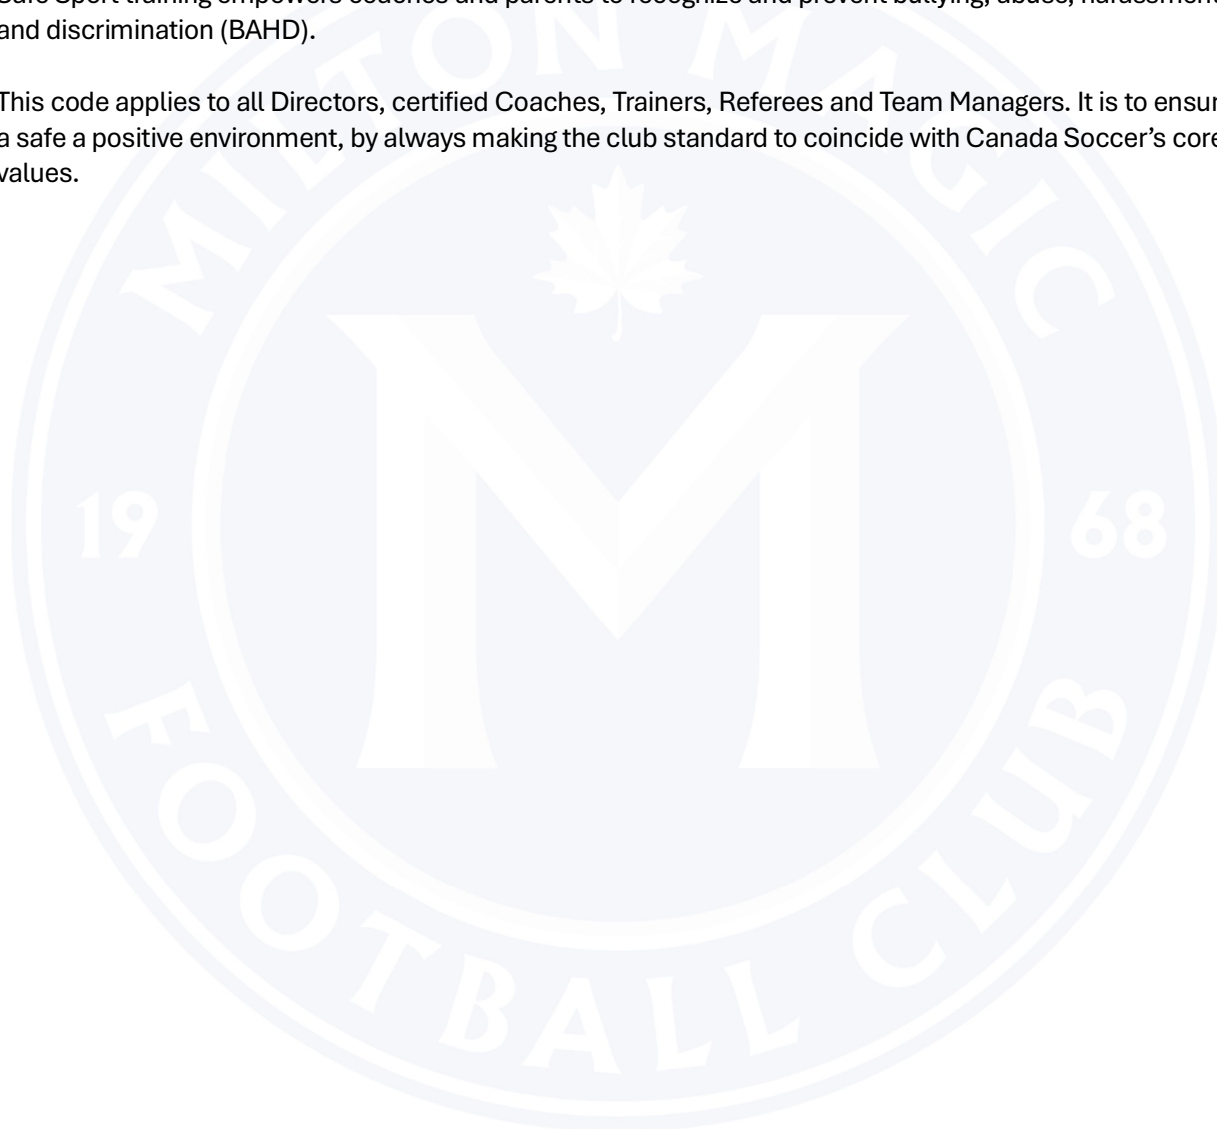 Safe Sport training empowers coaches and parents to recognize and prevent bullying, abuse, harassment
and discrimination (BAHD).
This code applies to all Directors, certified Coaches, Trainers, Referees and Team Managers. It is to ensur
a safe a positive environment, by always making the club standard to coincide with Canada Soccer’s core
values.
MILTON MAGIC
19
68
M
FOOTBALL CLUB